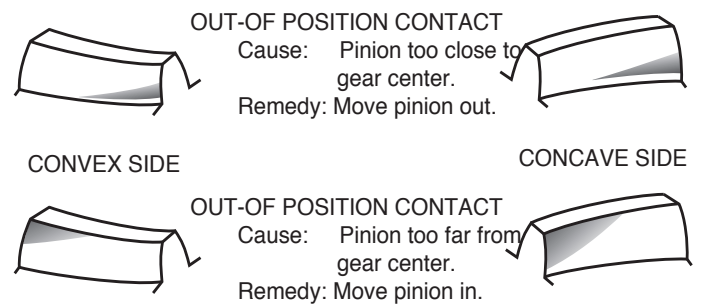 OUT-OF POSITION CONTACT
Cause: Pinion too close to
gear center.
Remedy: Move pinion out.
CONVEX SIDE
CONCAVE SIDE
OUT-OF POSITION CONTACT
Cause: Pinion too far from
gear center.
Remedy: Move pinion in.